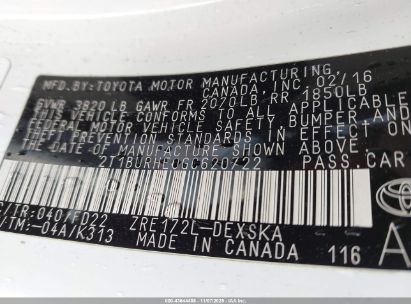 MFD.BY:TOYOTA MOTOR MANUFACTURING
CANADA, INC 02/16
GVWR 3820LB GAWR FR 2070LB RR 1850LB
THIS VEHICLE CONFORMS TO ALL APPLICABLE
FEDERAL MOTOR VEHICLE SAFETY, BUMPER AND
THEFT PREVENTION STANDARDS IN EFFECT ON
THE DATE OF MANUFACTURE SHOWN ABOVE.
2T1BURHE0GC620722 PASS.CAR
C/TR:040/FD22 ZRE172L-DEXSKA
/TM:-04A/K313 MADE IN CANADA 116 A
TOYOTA